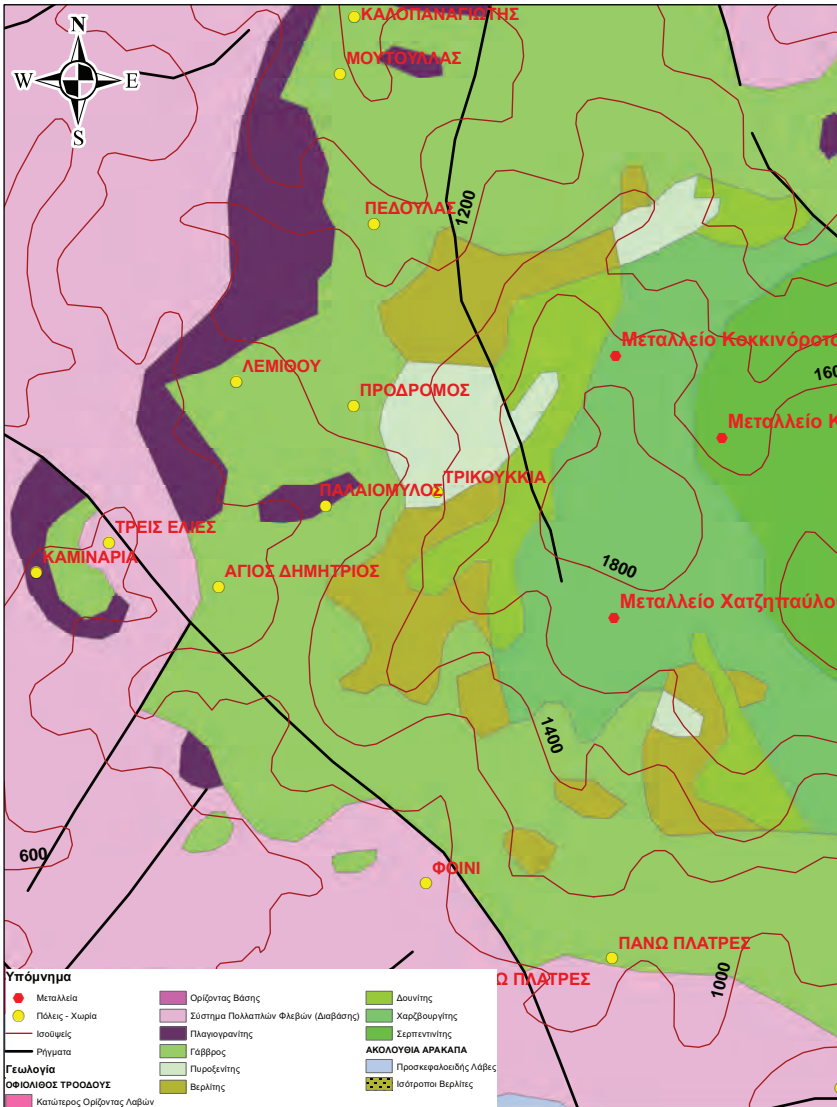 ΚΑΛΟΠΑΝΑΓΙΩΤΗΣ
N
ΜΟΥΤΟΥΛΛΑΣ
W E
S
1200
ΠΕΔΟΥΛΑΣ
Μεταλλείο Κοκκινόροτσ
ΛΕΜΙΘΟΥ
1600
ΠΡΟΔΡΟΜΟΣ
Μεταλλείο Κ
ΤΡΙΚΟΥΚΚΙΑ
ΠΑΛΑΙΟΜΥΛΟΣ
ΤΡΕΙΣ ΕΛΙΕΣ
ΚΑΜΙΝΑΡΙΑ
1800
ΑΓΙΟΣ ΔΗΜΗΤΡΙΟΣ
Μεταλλείο Χατζηπαύλο
1400
600
ΦΟΙΝΙ
ΠΑΝΩ ΠΛΑΤΡΕΣ
1000
Ω ΠΛΑΤΡΕΣ
Υπόμνημα
Μεταλλεία
Πόλεις - Χωρία
Ισοϋψείς
Ρήγματα
Γεωλογία
ΟΦΙΟΛΙΘΟΣ ΤΡΟΟΔΟΥΣ
Κατώτερος Ορίζοντας Λαβών
Ορίζοντας Βάσης
Σύστημα Πολλαπλών Φλεβών (Διαβάσης)
Πλαγιογρανίτης
Γάββρος
Πυροξενίτης
Βερλίτης
Δουνίτης
Χαρζβουργίτης
Σερπεντινίτης
ΑΚΟΛΟΥΘΙΑ ΑΡΑΚΑΠΑ
Προσκεφαλοειδής Λάβες
Ισότροποι Βερλίτες